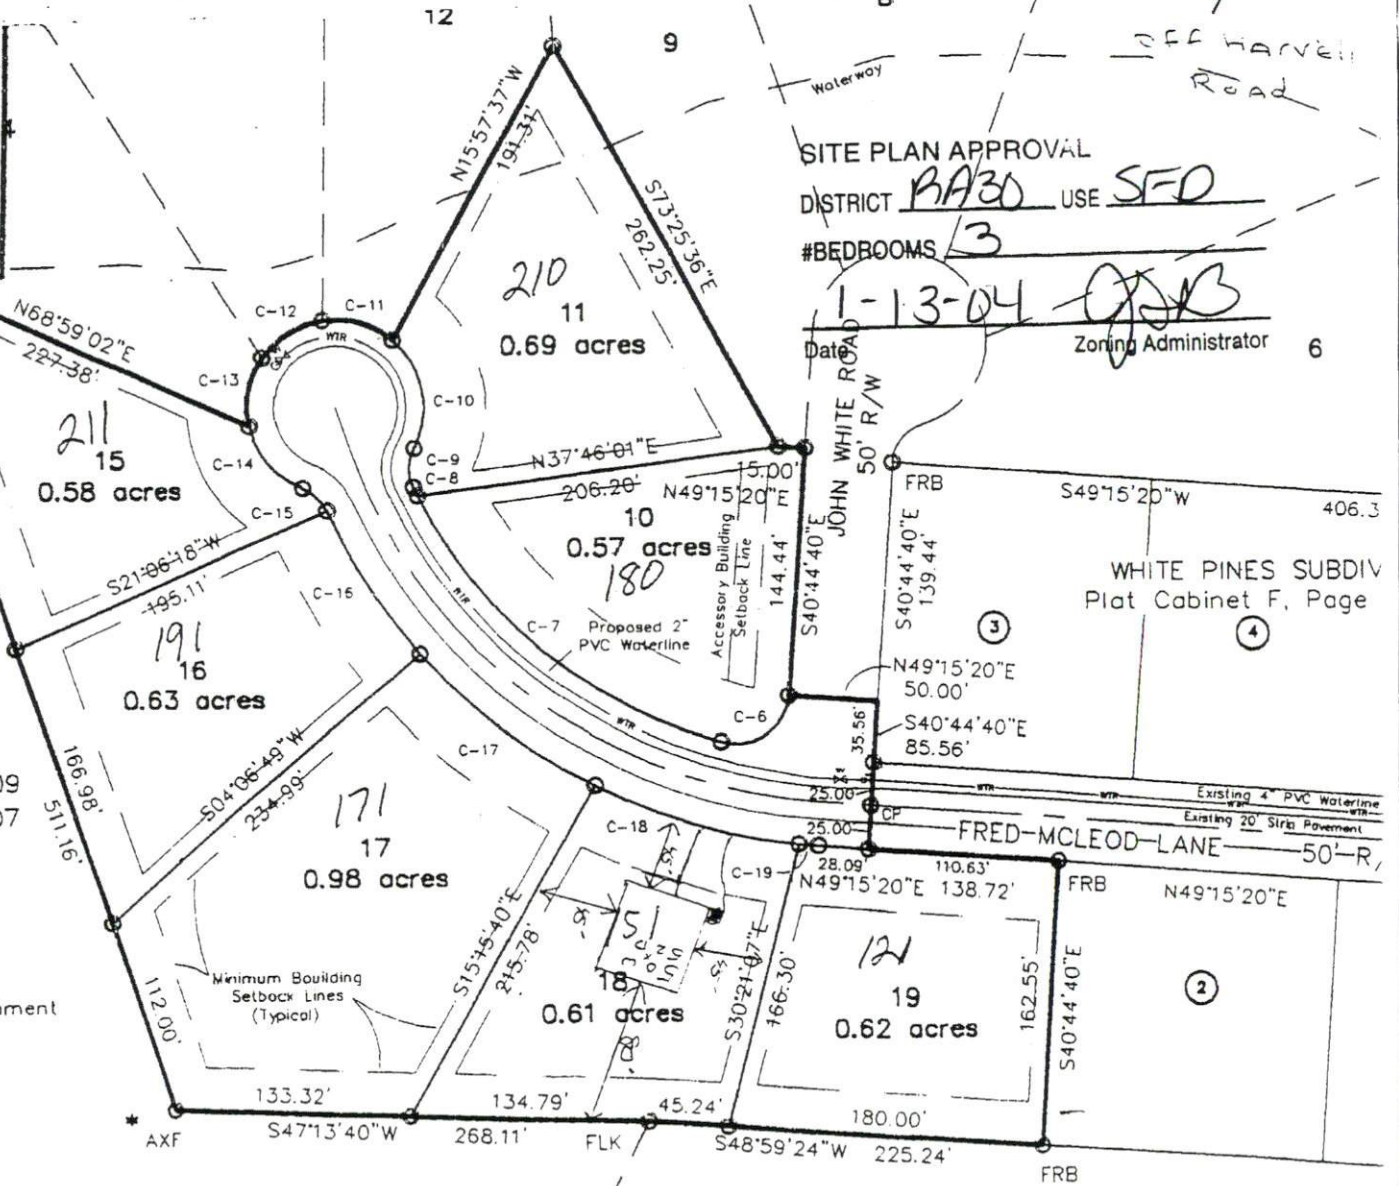 12
9
OFF HARVELL
Road
Waterway
SITE PLAN APPROVAL
DISTRICT RA30 USE SFD
#BEDROOMS 3
1-13-04
Date
Zoning Administrator
6
N15°57'37"W
191.31'
S73°25'36"E
262.25'
210
11
0.69 acres
C-12
C-11
WTR
C-13
C-10
N68°59'02"E
227.38'
211
15
0.58 acres
C-14
C-9
C-8
C-15
N37°46'01"E
206.20'
15.00'
N49°15'20"E
JOHN WHITE ROAD
50' R/W
FRB
S49°15'20"W
406.3
10
0.57 acres
180
Accessory Building
Setback Line
144.44'
S40°44'40"E
S40°44'40"E
139.44'
WHITE PINES SUBDIV
Plat Cabinet F, Page
3
4
S21°06'18"W
195.11'
C-16
WTR
C-7
Proposed 2"
PVC Waterline
191
16
0.63 acres
N49°15'20"E
50.00'
C-6
WTR
35.56'
S40°44'40"E
85.56'
166.98'
511.16'
09
07
S04°06'49"W
234.99'
C-17
25.00'
CP
25.00'
WTR
WTR
Existing 4" PVC Waterline
WTR
WTR
Existing 20' Strip Pavement
FRED MCLEOD LANE
50' R/
171
17
0.98 acres
C-18
C-19
28.09'
110.63'
N49°15'20"E 138.72'
FRB
N49°15'20"E
S15°15'40"E
215.78'
18
0.61 acres
S30°21'07"E
166.30'
121
19
0.62 acres
162.55'
S40°44'40"E
2
Minimum Bouilding
Setback Lines
(Typical)
ment
112.00'
133.32'
134.79'
45.24'
180.00'
*
AXF
S47°13'40"W
268.11'
FLK
S48°59'24"W
225.24'
FRB